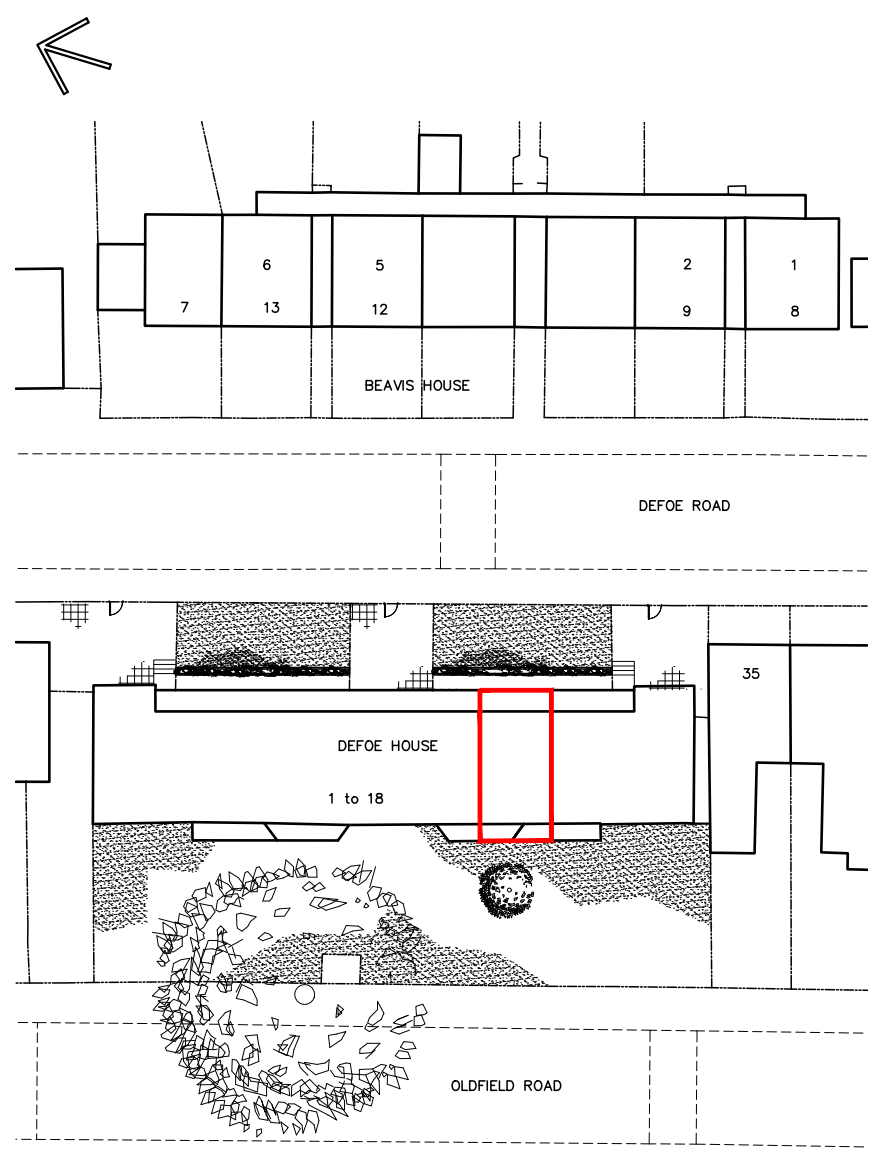 6 5 2 1
7 13 12 9 8
BEAVIS HOUSE
DEFOE ROAD
35
DEFOE HOUSE
1 to 18
OLDFIELD ROAD